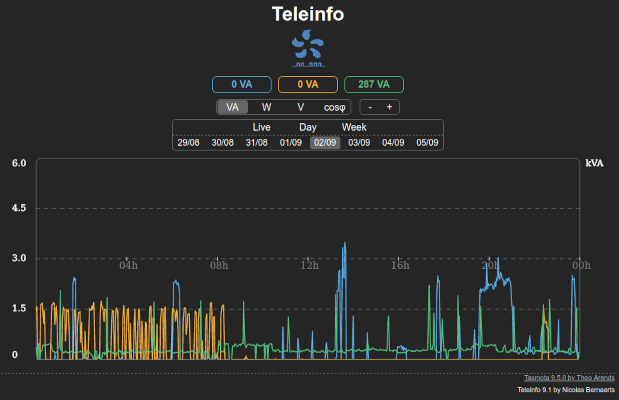 Teleinfo
0 VA 0 VA 287 VA
VA W V cosφ - +
Live Day Week
29/08 30/08 31/08 01/09 02/09 03/09 04/09 05/09
6.0 kVA
4.5
3.0
04h 08h 12h 16h 20h 00h
1.5
0
Tasmota 9.5.0 by Theo Arends
Teleinfo 9.1 by Nicolas Bernaerts